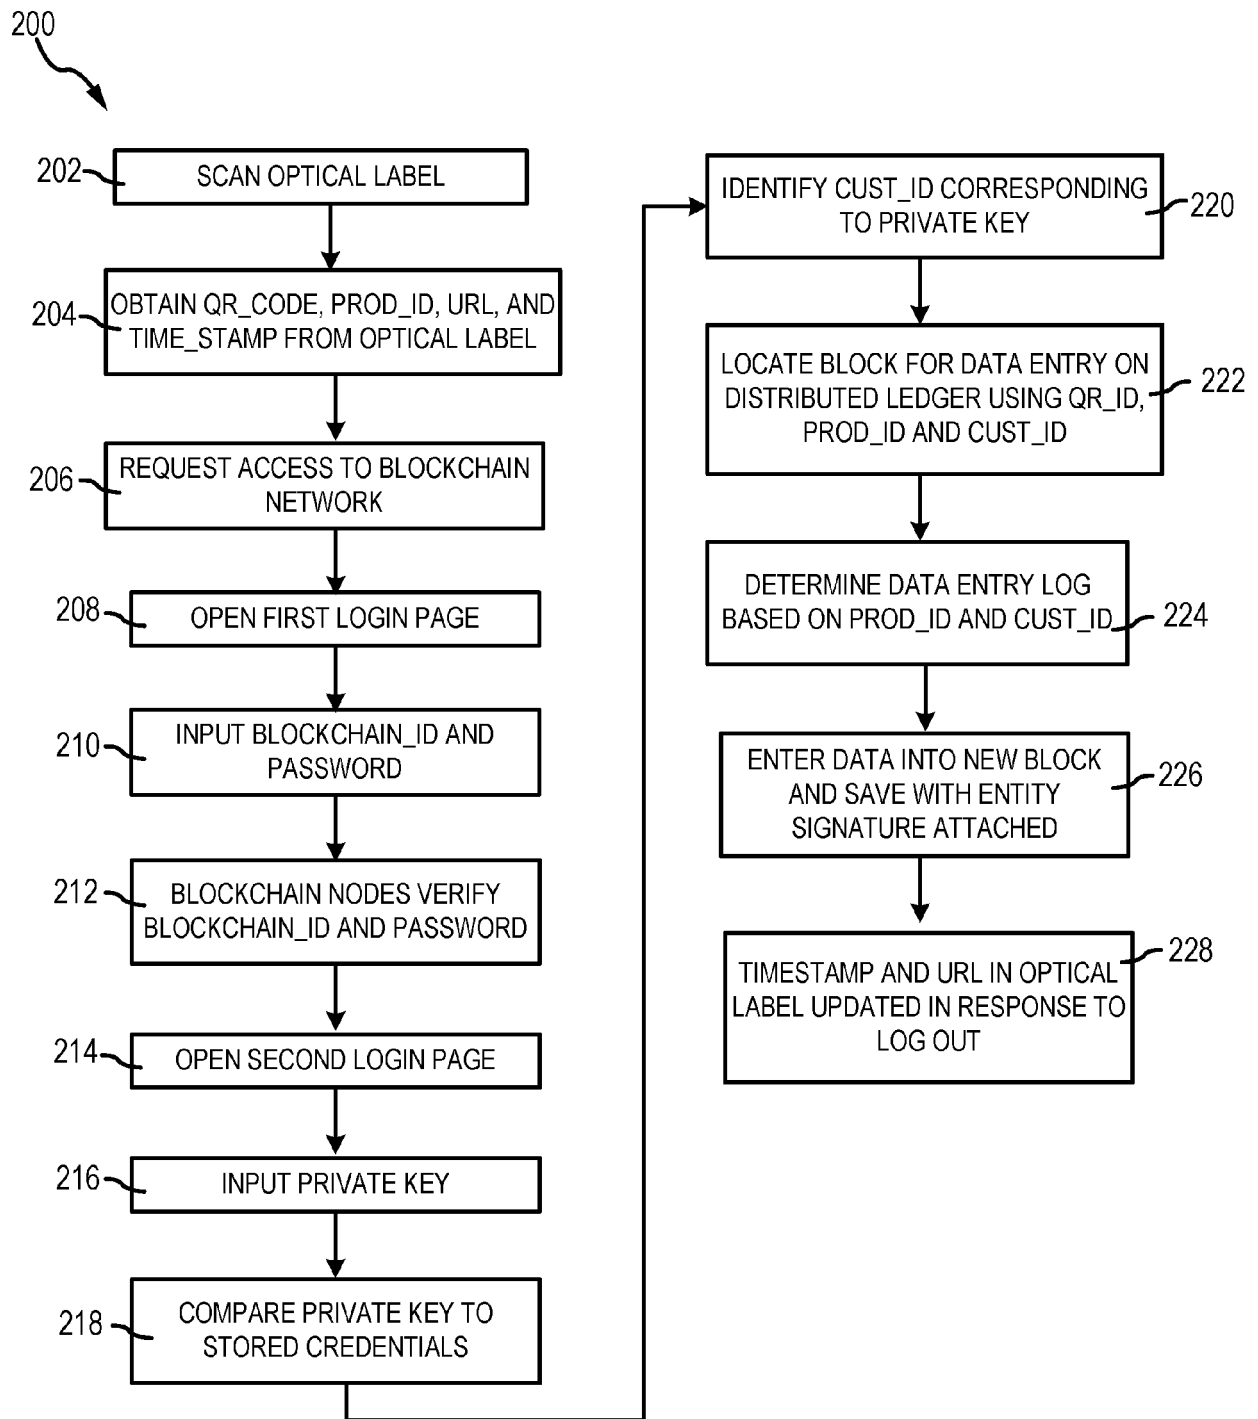 200
202
SCAN OPTICAL LABEL
204
OBTAIN QR_CODE, PROD_ID, URL, AND
TIME_STAMP FROM OPTICAL LABEL
206
REQUEST ACCESS TO BLOCKCHAIN
NETWORK
208
OPEN FIRST LOGIN PAGE
210
INPUT BLOCKCHAIN_ID AND
PASSWORD
212
BLOCKCHAIN NODES VERIFY
BLOCKCHAIN_ID AND PASSWORD
214
OPEN SECOND LOGIN PAGE
216
INPUT PRIVATE KEY
218
COMPARE PRIVATE KEY TO
STORED CREDENTIALS
IDENTIFY CUST_ID CORRESPONDING
TO PRIVATE KEY
220
LOCATE BLOCK FOR DATA ENTRY ON
DISTRIBUTED LEDGER USING QR_ID,
PROD_ID AND CUST_ID
222
DETERMINE DATA ENTRY LOG
BASED ON PROD_ID AND CUST_ID
224
ENTER DATA INTO NEW BLOCK
AND SAVE WITH ENTITY
SIGNATURE ATTACHED
226
TIMESTAMP AND URL IN OPTICAL
LABEL UPDATED IN RESPONSE TO
LOG OUT
228